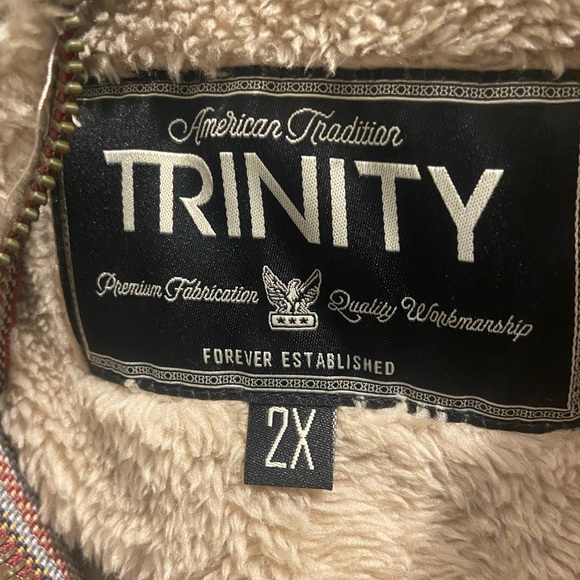 American Tradition
TRINITY
Premium Fabrication Quality Workmanship
FOREVER ESTABLISHED
2X